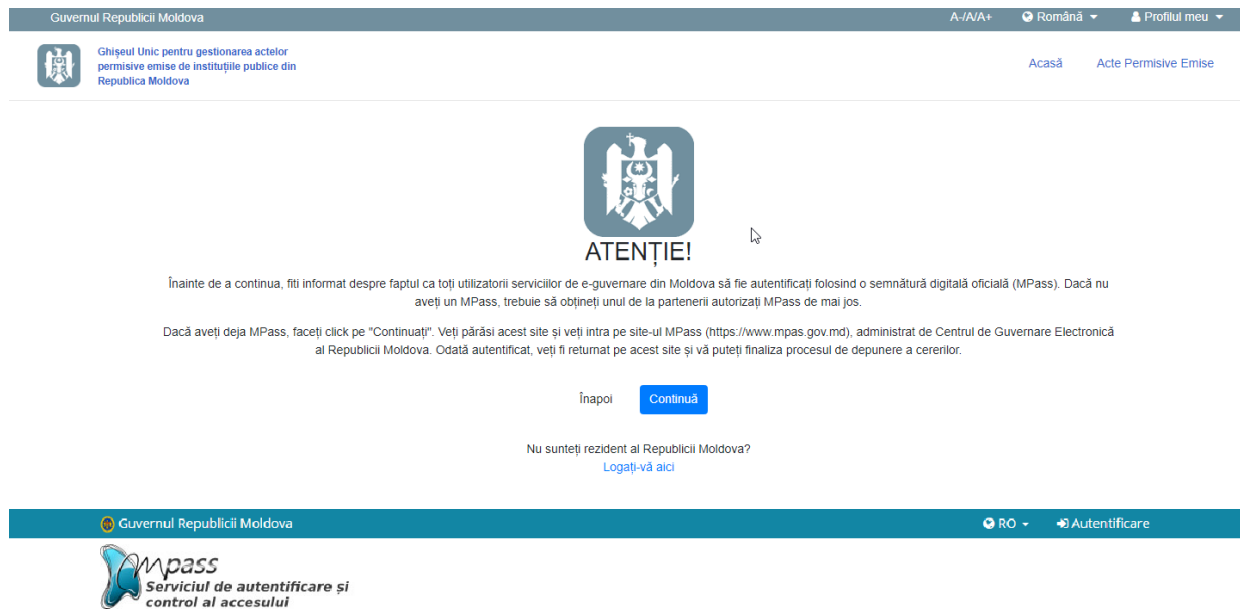 Guvernul Republicii Moldova
A-/A/A+ Română Profilul meu
Ghișeul Unic pentru gestionarea actelor
permisive emise de instituțiile publice din
Republica Moldova
Acasă Acte Permisive Emise
ATENȚIE!
Înainte de a continua, fiti informat despre faptul ca toți utilizatorii serviciilor de e-guvernare din Moldova să fie autentificați folosind o semnătură digitală oficială (MPass). Dacă nu
aveți un MPass, trebuie să obțineți unul de la partenerii autorizați MPass de mai jos.
Dacă aveți deja MPass, faceți click pe "Continuați". Veți părăsi acest site și veți intra pe site-ul MPass (https://www.mpas.gov.md), administrat de Centrul de Guvernare Electronică
al Republicii Moldova. Odată autentificat, veți fi returnat pe acest site și vă puteți finaliza procesul de depunere a cererilor.
Înapoi Continuă
Nu sunteți rezident al Republicii Moldova?
Logați-vă aici
Guvernul Republicii Moldova
RO Autentificare
Mpass
Serviciul de autentificare și
control al accesului